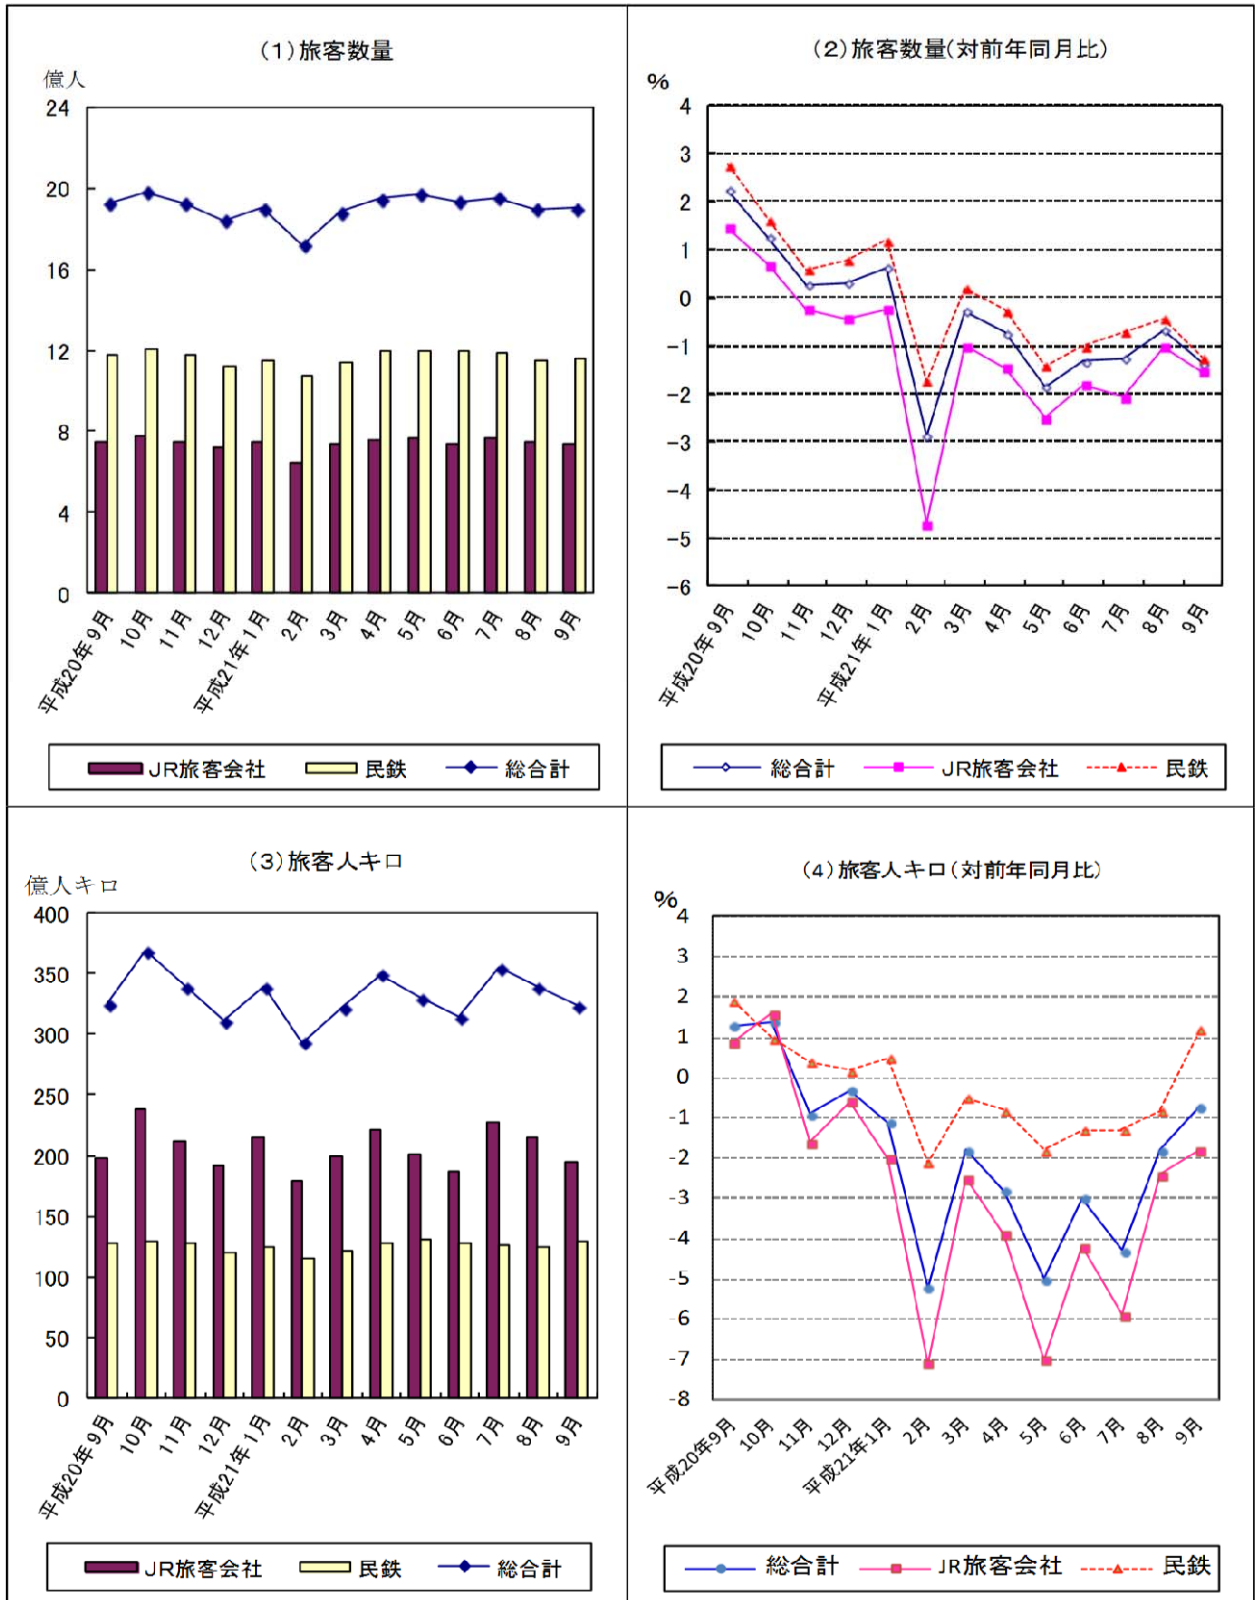 (1)旅客数量
億人
24
20
16
12
8
4
0
平成20年9月
10月
11月
12月
平成21年1月
2月
3月
4月
5月
6月
7月
8月
9月
JR旅客会社 民鉄 総合計
(2)旅客数量(対前年同月比)
%
4
3
2
1
0
-1
-2
-3
-4
-5
-6
平成20年9月
10月
11月
12月
平成21年1月
2月
3月
4月
5月
6月
7月
8月
9月
総合計 JR旅客会社 民鉄
(3)旅客人キロ
億人キロ
400
350
300
250
200
150
100
50
0
平成20年9月
10月
11月
12月
平成21年1月
2月
3月
4月
5月
6月
7月
8月
9月
JR旅客会社 民鉄 総合計
(4)旅客人キロ(対前年同月比)
%
4
3
2
1
0
-1
-2
-3
-4
-5
-6
-7
-8
平成20年9月
10月
11月
12月
平成21年1月
2月
3月
4月
5月
6月
7月
8月
9月
総合計 JR旅客会社 民鉄